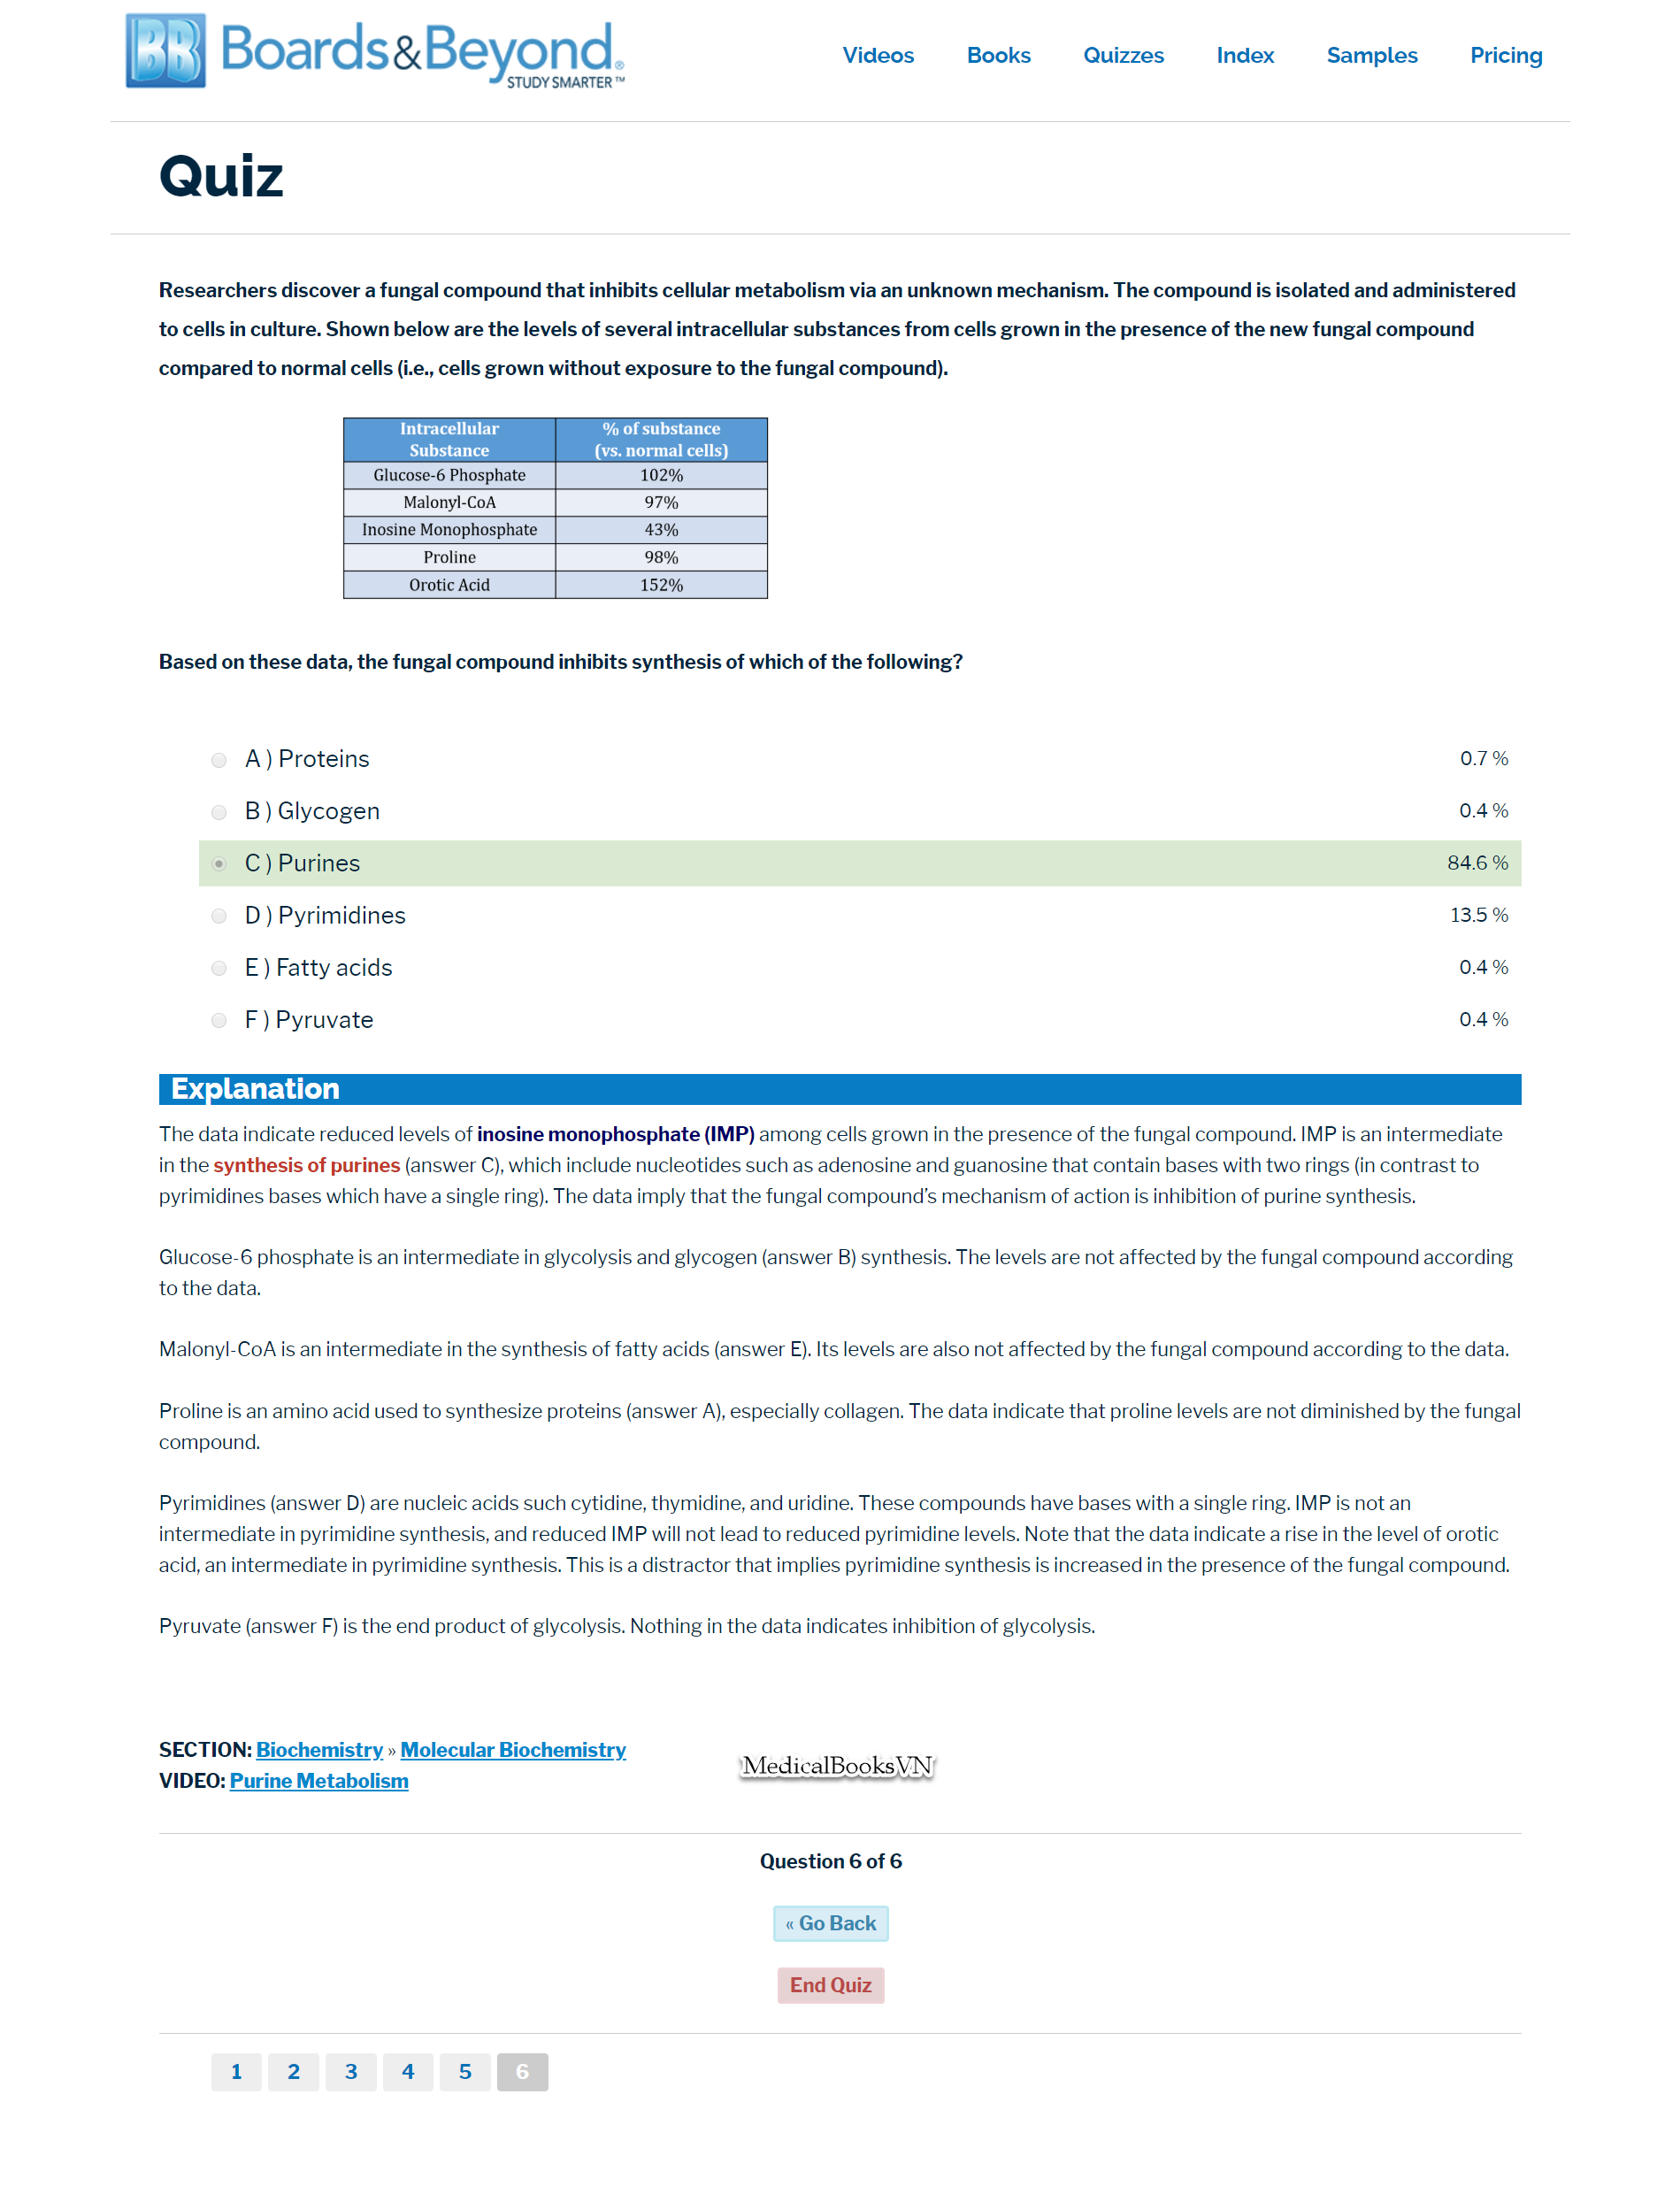 BB Boards&Beyond.®
STUDY SMARTER™
Videos Books Quizzes Index Samples Pricing
Quiz
Researchers discover a fungal compound that inhibits cellular metabolism via an unknown mechanism. The compound is isolated and administered
to cells in culture. Shown below are the levels of several intracellular substances from cells grown in the presence of the new fungal compound
compared to normal cells (i.e., cells grown without exposure to the fungal compound).
Intracellular Substance % of substance (vs. normal cells)
Glucose-6 Phosphate 102%
Malonyl-CoA 97%
Inosine Monophosphate 43%
Proline 98%
Orotic Acid 152%
Based on these data, the fungal compound inhibits synthesis of which of the following?
A ) Proteins 0.7 %
B ) Glycogen 0.4 %
C ) Purines 84.6 %
D ) Pyrimidines 13.5 %
E ) Fatty acids 0.4 %
F ) Pyruvate 0.4 %
Explanation
The data indicate reduced levels of inosine monophosphate (IMP) among cells grown in the presence of the fungal compound. IMP is an intermediate
in the synthesis of purines (answer C), which include nucleotides such as adenosine and guanosine that contain bases with two rings (in contrast to
pyrimidines bases which have a single ring). The data imply that the fungal compound's mechanism of action is inhibition of purine synthesis.
Glucose-6 phosphate is an intermediate in glycolysis and glycogen (answer B) synthesis. The levels are not affected by the fungal compound according
to the data.
Malonyl-CoA is an intermediate in the synthesis of fatty acids (answer E). Its levels are also not affected by the fungal compound according to the data.
Proline is an amino acid used to synthesize proteins (answer A), especially collagen. The data indicate that proline levels are not diminished by the fungal
compound.
Pyrimidines (answer D) are nucleic acids such cytidine, thymidine, and uridine. These compounds have bases with a single ring. IMP is not an
intermediate in pyrimidine synthesis, and reduced IMP will not lead to reduced pyrimidine levels. Note that the data indicate a rise in the level of orotic
acid, an intermediate in pyrimidine synthesis. This is a distractor that implies pyrimidine synthesis is increased in the presence of the fungal compound.
Pyruvate (answer F) is the end product of glycolysis. Nothing in the data indicates inhibition of glycolysis.
SECTION: Biochemistry » Molecular Biochemistry
VIDEO: Purine Metabolism
MedicalBooksVN
Question 6 of 6
« Go Back
End Quiz
1 2 3 4 5 6